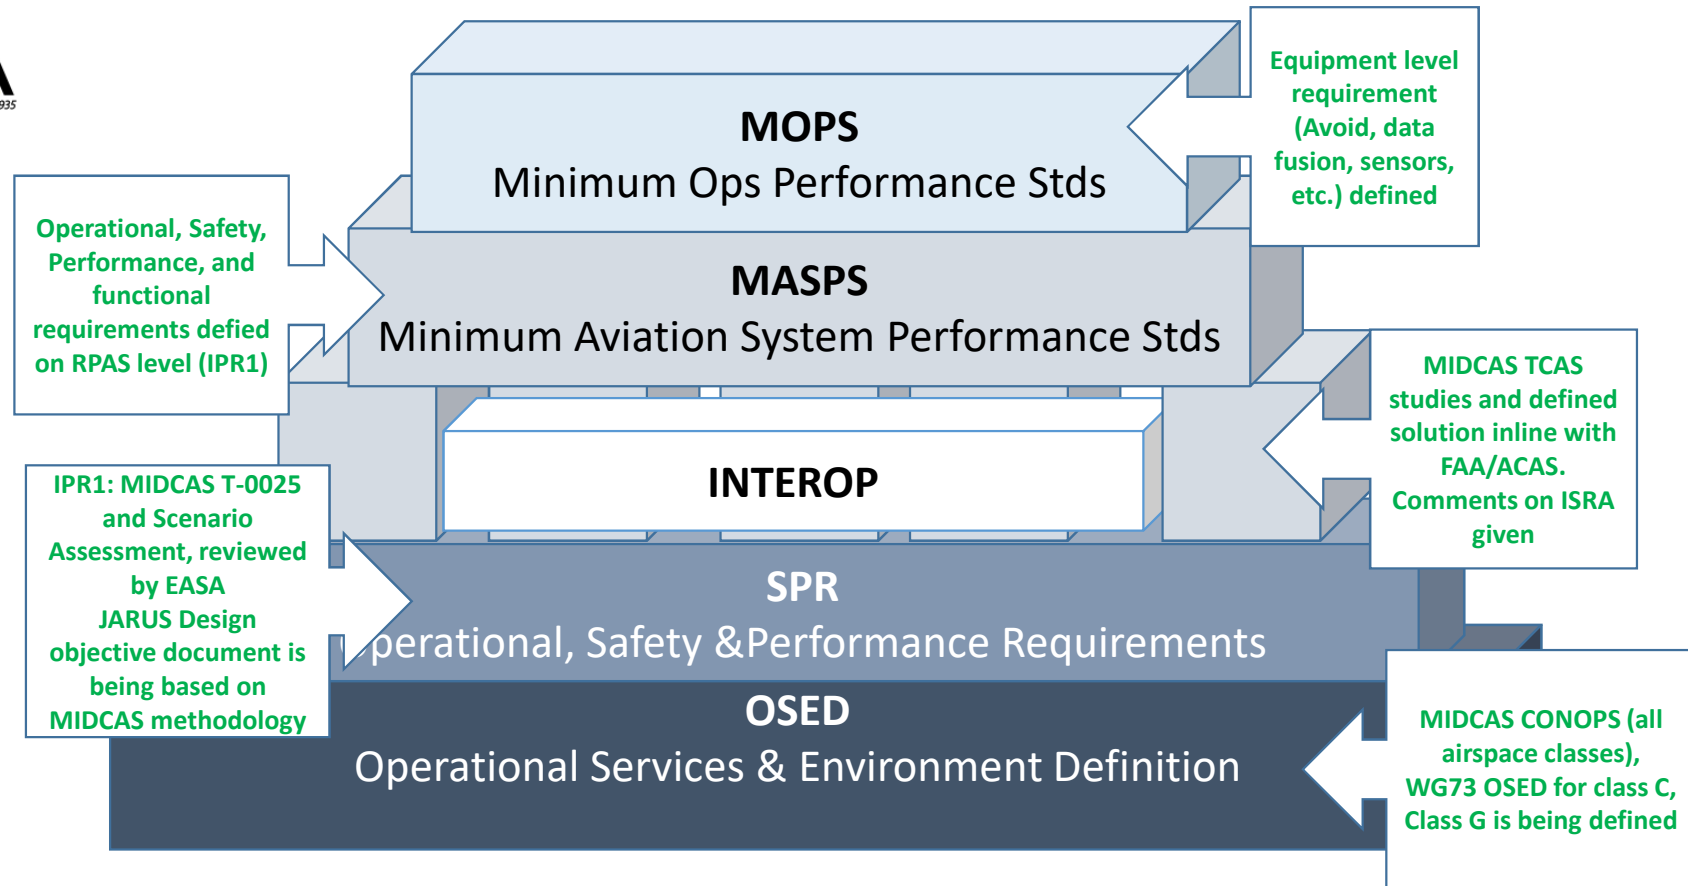 A
935
MOPS
Minimum Ops Performance Stds
Equipment level
requirement
(Avoid, data
fusion, sensors,
etc.) defined
Operational, Safety,
Performance, and
functional
requirements defied
on RPAS level (IPR1)
MASPS
Minimum Aviation System Performance Stds
MIDCAS TCAS
studies and defined
solution inline with
FAA/ACAS.
Comments on ISRA
given
INTEROP
IPR1: MIDCAS T-0025
and Scenario
Assessment, reviewed
by EASA
JARUS Design
objective document is
being based on
MIDCAS methodology
SPR
perational, Safety &Performance Requirements
OSED
Operational Services & Environment Definition
MIDCAS CONOPS (all
airspace classes),
WG73 OSED for class C,
Class G is being defined